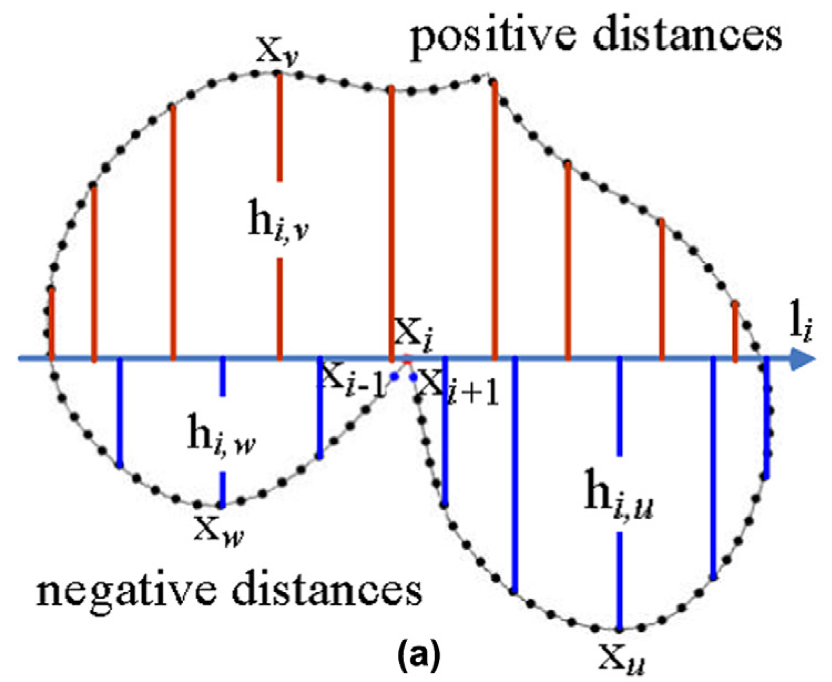 positive distances
x_v
h_{i,v}
x_i
l_i
x_{i-1}
x_{i+1}
h_{i,w}
h_{i,u}
x_w
negative distances
(a)
x_u